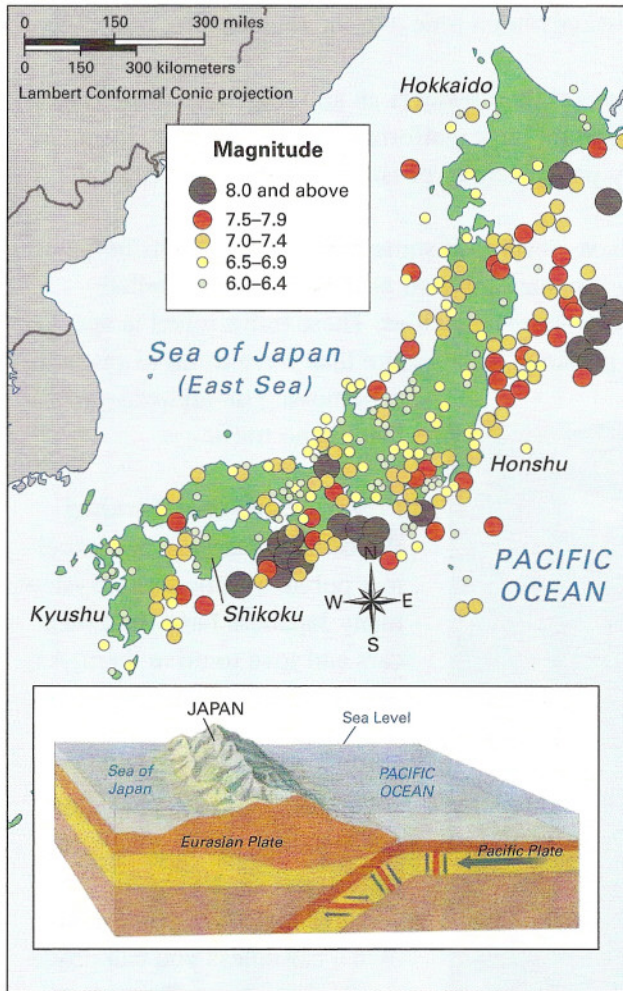 0 150 300 miles
0 150 300 kilometers
Lambert Conformal Conic projection
Hokkaido
Magnitude
8.0 and above
7.5–7.9
7.0–7.4
6.5–6.9
6.0–6.4
Sea of Japan
(East Sea)
Honshu
PACIFIC
OCEAN
N
W E
S
Kyushu
Shikoku
JAPAN
Sea Level
Sea of
Japan
PACIFIC
OCEAN
Eurasian Plate
Pacific Plate